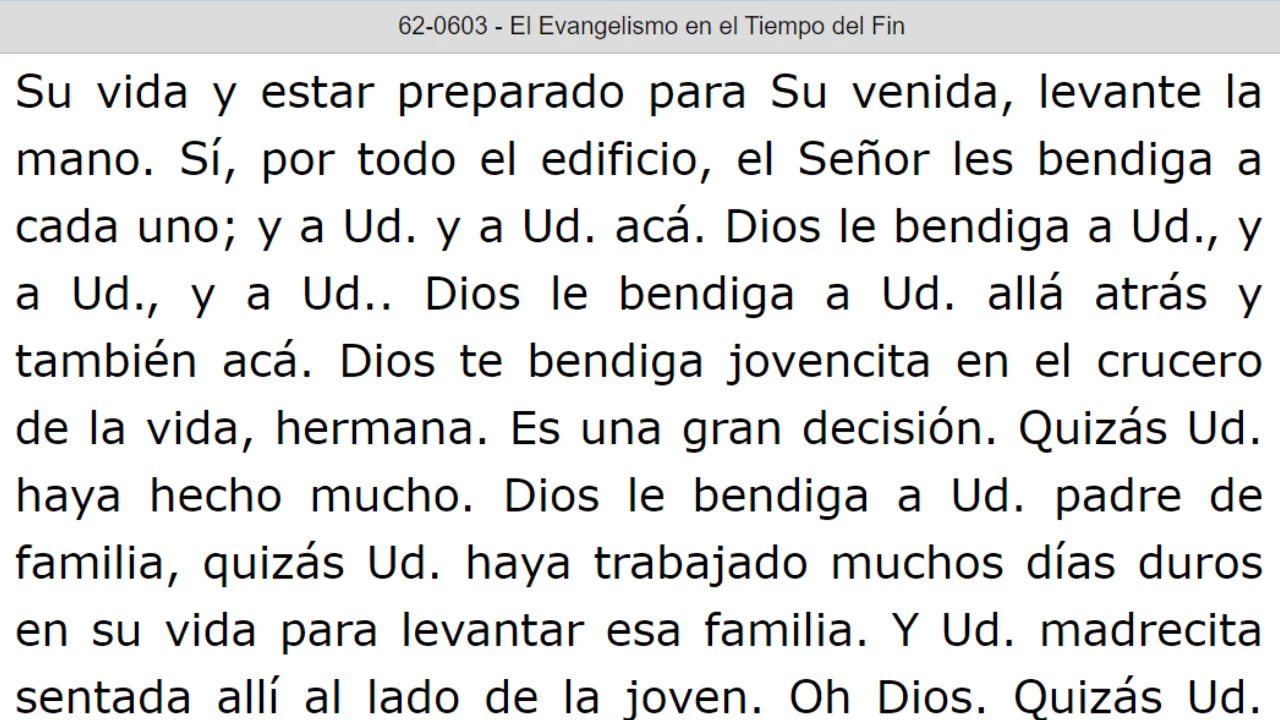 62-0603 - El Evangelismo en el Tiempo del Fin
Su vida y estar preparado para Su venida, levante la
mano. Sí, por todo el edificio, el Señor les bendiga a
cada uno; y a Ud. y a Ud. acá. Dios le bendiga a Ud., y
a Ud., y a Ud.. Dios le bendiga a Ud. allá atrás y
también acá. Dios te bendiga jovencita en el crucero
de la vida, hermana. Es una gran decisión. Quizás Ud.
haya hecho mucho. Dios le bendiga a Ud. padre de
familia, quizás Ud. haya trabajado muchos días duros
en su vida para levantar esa familia. Y Ud. madrecita
sentada allí al lado de la joven. Oh Dios. Quizás Ud.